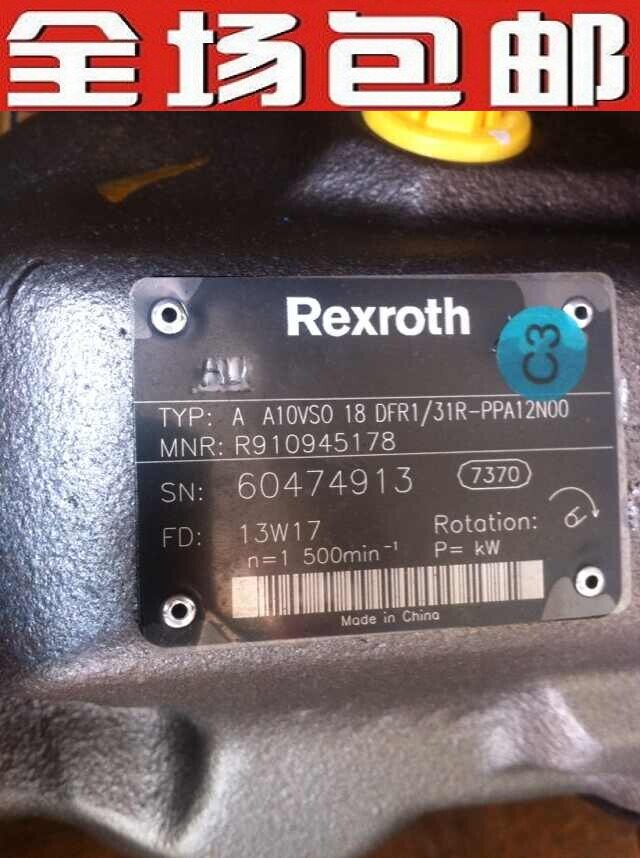 全场包邮
Rexroth
C3
TYP: A A10VSO 18 DFR1/31R-PPA12N00
MNR: R910945178
SN: 60474913 7370
FD: 13W17 Rotation:
n=1 500min⁻¹ P= kW
Made in China